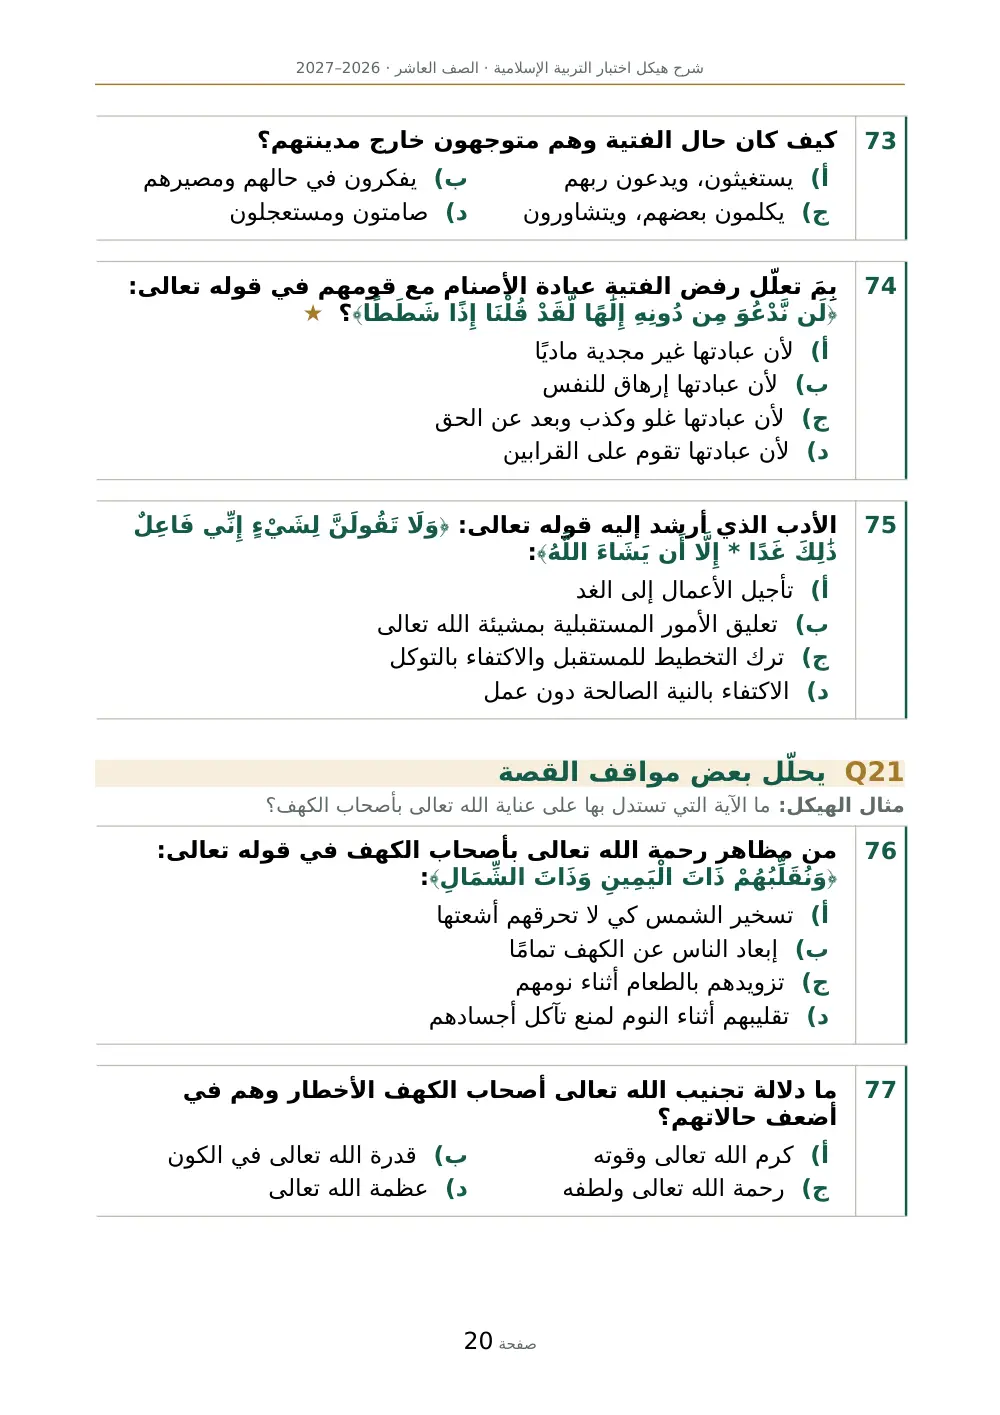 شرح هيكل اختبار التربية الإسلامية · الصف العاشر · 2026–2027
73
كيف كان حال الفتية وهم متوجهون خارج مدينتهم؟
أ) يستغيثون، ويدعون ربهم ب) يفكرون في حالهم ومصيرهم
ج) يكلمون بعضهم، ويتشاورون د) صامتون ومستعجلون
74
بِمَ تعلّل رفض الفتية عبادة الأصنام مع قومهم في قوله تعالى:
﴿لَن نَّدْعُوَ مِن دُونِهِ إِلَٰهًا لَّقَدْ قُلْنَا إِذًا شَطَطًا﴾؟ ★
أ) لأن عبادتها غير مجدية ماديًا
ب) لأن عبادتها إرهاق للنفس
ج) لأن عبادتها غلو وكذب وبعد عن الحق
د) لأن عبادتها تقوم على القرابين
75
الأدب الذي أرشد إليه قوله تعالى: ﴿وَلَا تَقُولَنَّ لِشَيْءٍ إِنِّي فَاعِلٌ
ذَٰلِكَ غَدًا * إِلَّا أَن يَشَاءَ اللَّهُ﴾:
أ) تأجيل الأعمال إلى الغد
ب) تعليق الأمور المستقبلية بمشيئة الله تعالى
ج) ترك التخطيط للمستقبل والاكتفاء بالتوكل
د) الاكتفاء بالنية الصالحة دون عمل
Q21 يحلّل بعض مواقف القصة
مثال الهيكل: ما الآية التي تستدل بها على عناية الله تعالى بأصحاب الكهف؟
76
من مظاهر رحمة الله تعالى بأصحاب الكهف في قوله تعالى:
﴿وَنُقَلِّبُهُمْ ذَاتَ الْيَمِينِ وَذَاتَ الشِّمَالِ﴾:
أ) تسخير الشمس كي لا تحرقهم أشعتها
ب) إبعاد الناس عن الكهف تمامًا
ج) تزويدهم بالطعام أثناء نومهم
د) تقليبهم أثناء النوم لمنع تآكل أجسادهم
77
ما دلالة تجنيب الله تعالى أصحاب الكهف الأخطار وهم في
أضعف حالاتهم؟
أ) كرم الله تعالى وقوته ب) قدرة الله تعالى في الكون
ج) رحمة الله تعالى ولطفه د) عظمة الله تعالى
صفحة 20